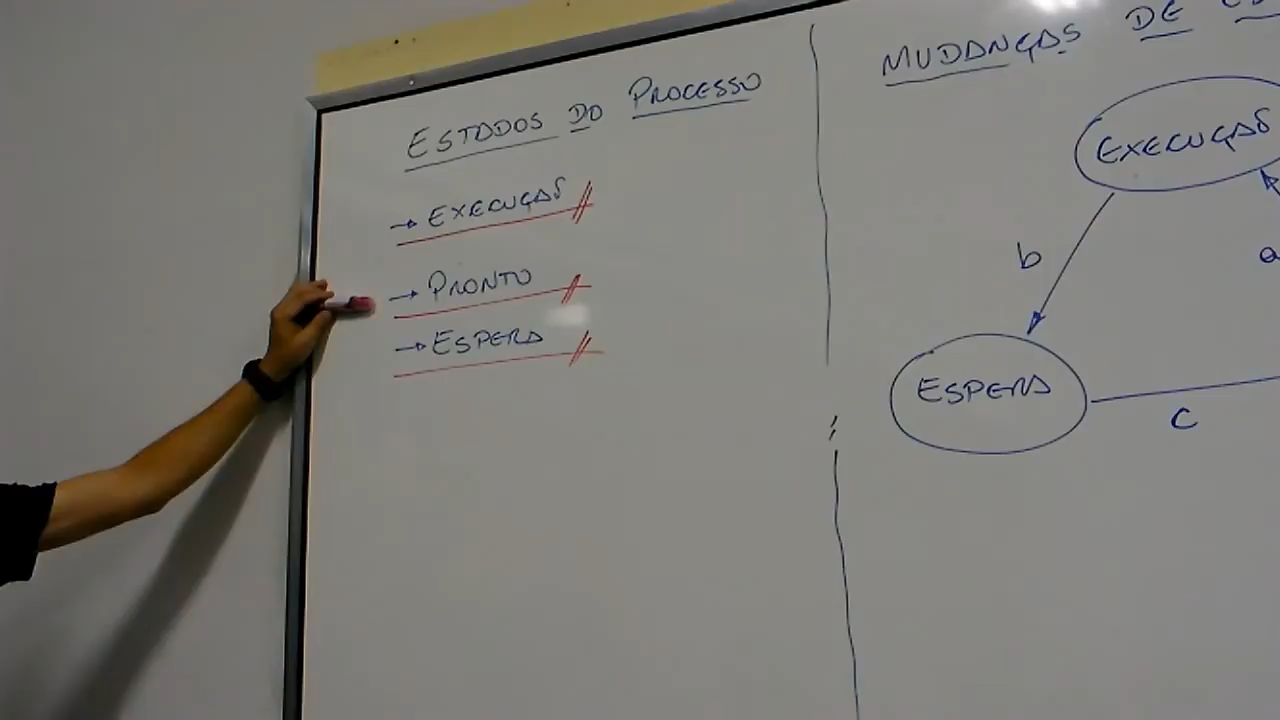 ESTADOS DO PROCESSO
→ EXECUÇÃO
→ PRONTO
→ ESPERA
MUDANÇAS DE
EXECUÇÃO
b
a
ESPERA
c